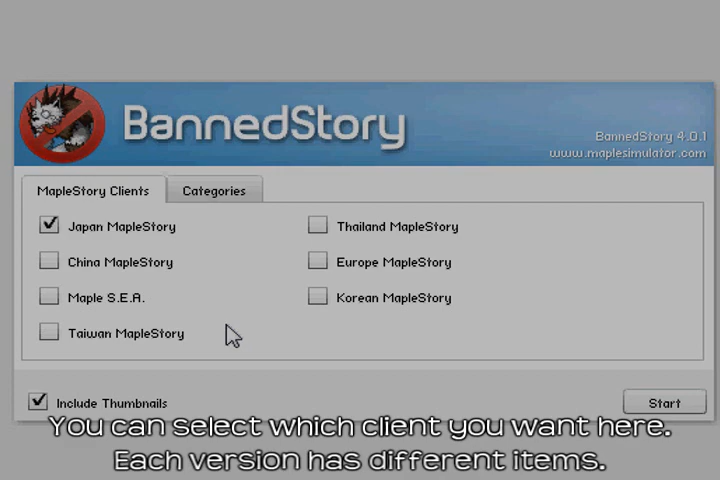 BannedStory
BannedStory 4.0.1
www.maplesimulator.com
MapleStory Clients
Categories
Japan MapleStory
Thailand MapleStory
China MapleStory
Europe MapleStory
Maple S.E.A.
Korean MapleStory
Taiwan MapleStory
Include Thumbnails
Start
You can select which client you want here.
Each version has different items.